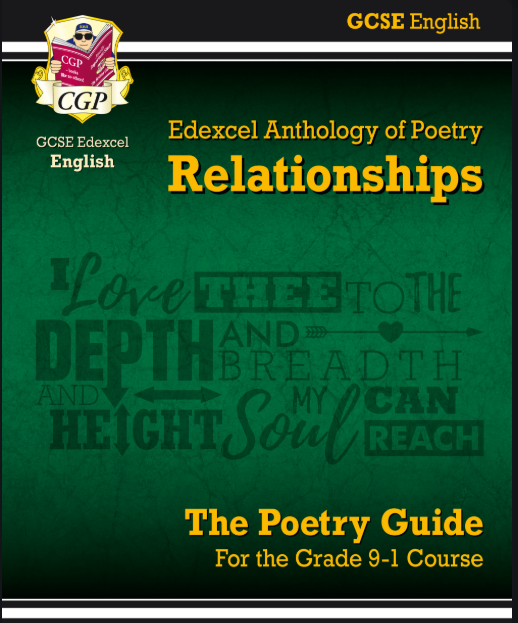 GCSE English
CGP
CGP
GCSE Edexcel
English
Edexcel Anthology of Poetry
Relationships
I Love THEE TO THE
DEPTH AND
BREADTH
AND
HEIGHT
MY
Soul
CAN
REACH
The Poetry Guide
For the Grade 9-1 Course